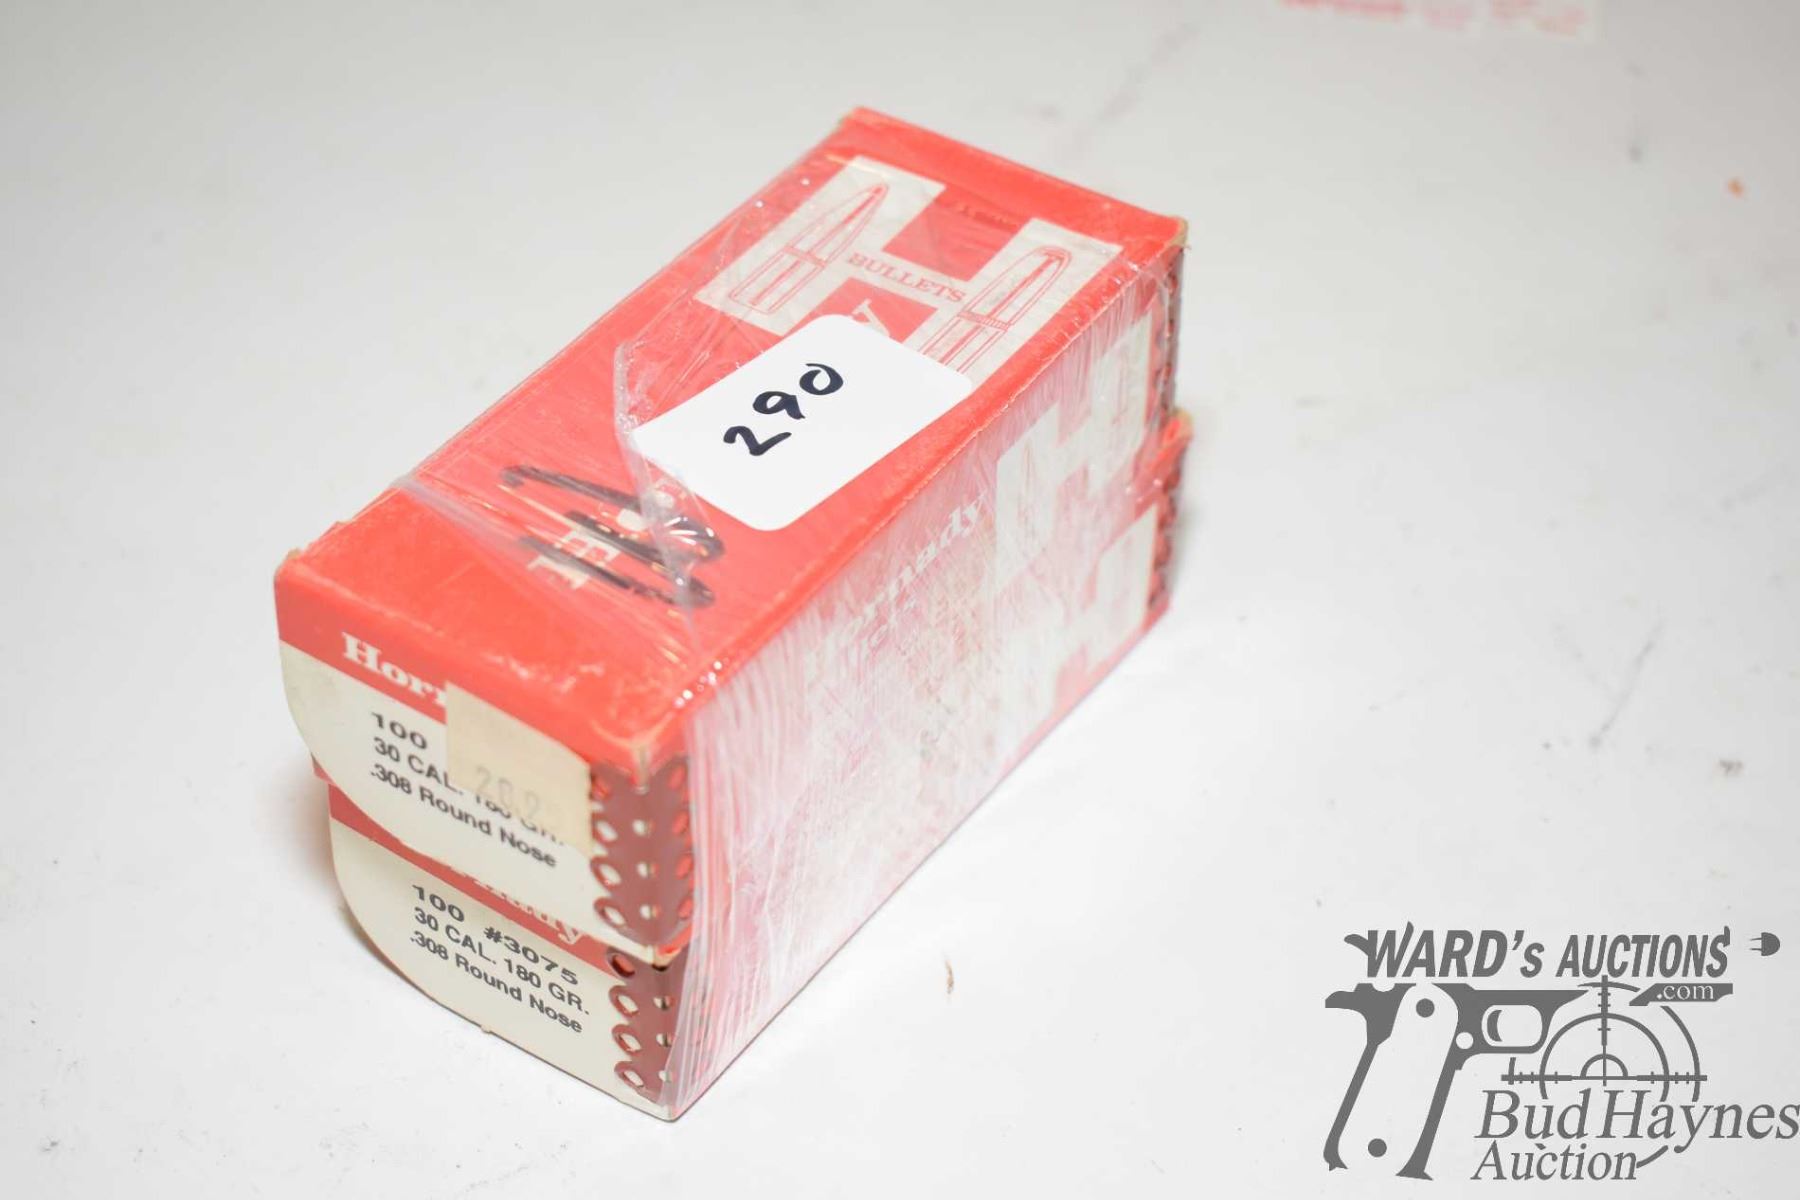 BULLETS
290
Hornady
Hor
100
30 CAL. 180 GR.
.308 Round Nose
100 #3075
30 CAL. 180 GR.
.308 Round Nose
WARD's AUCTIONS
.com
Bud Haynes
Auction